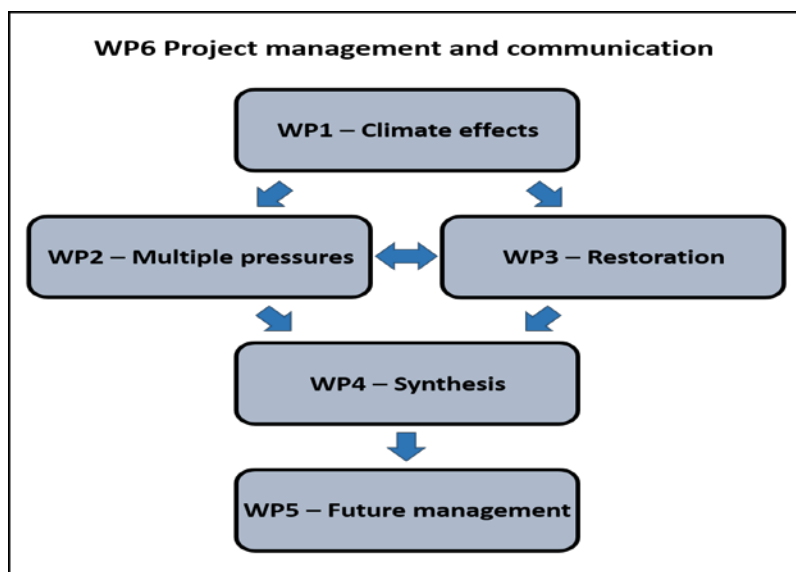 WP6 Project management and communication
WP1 – Climate effects
WP2 – Multiple pressures
WP3 – Restoration
WP4 – Synthesis
WP5 – Future management